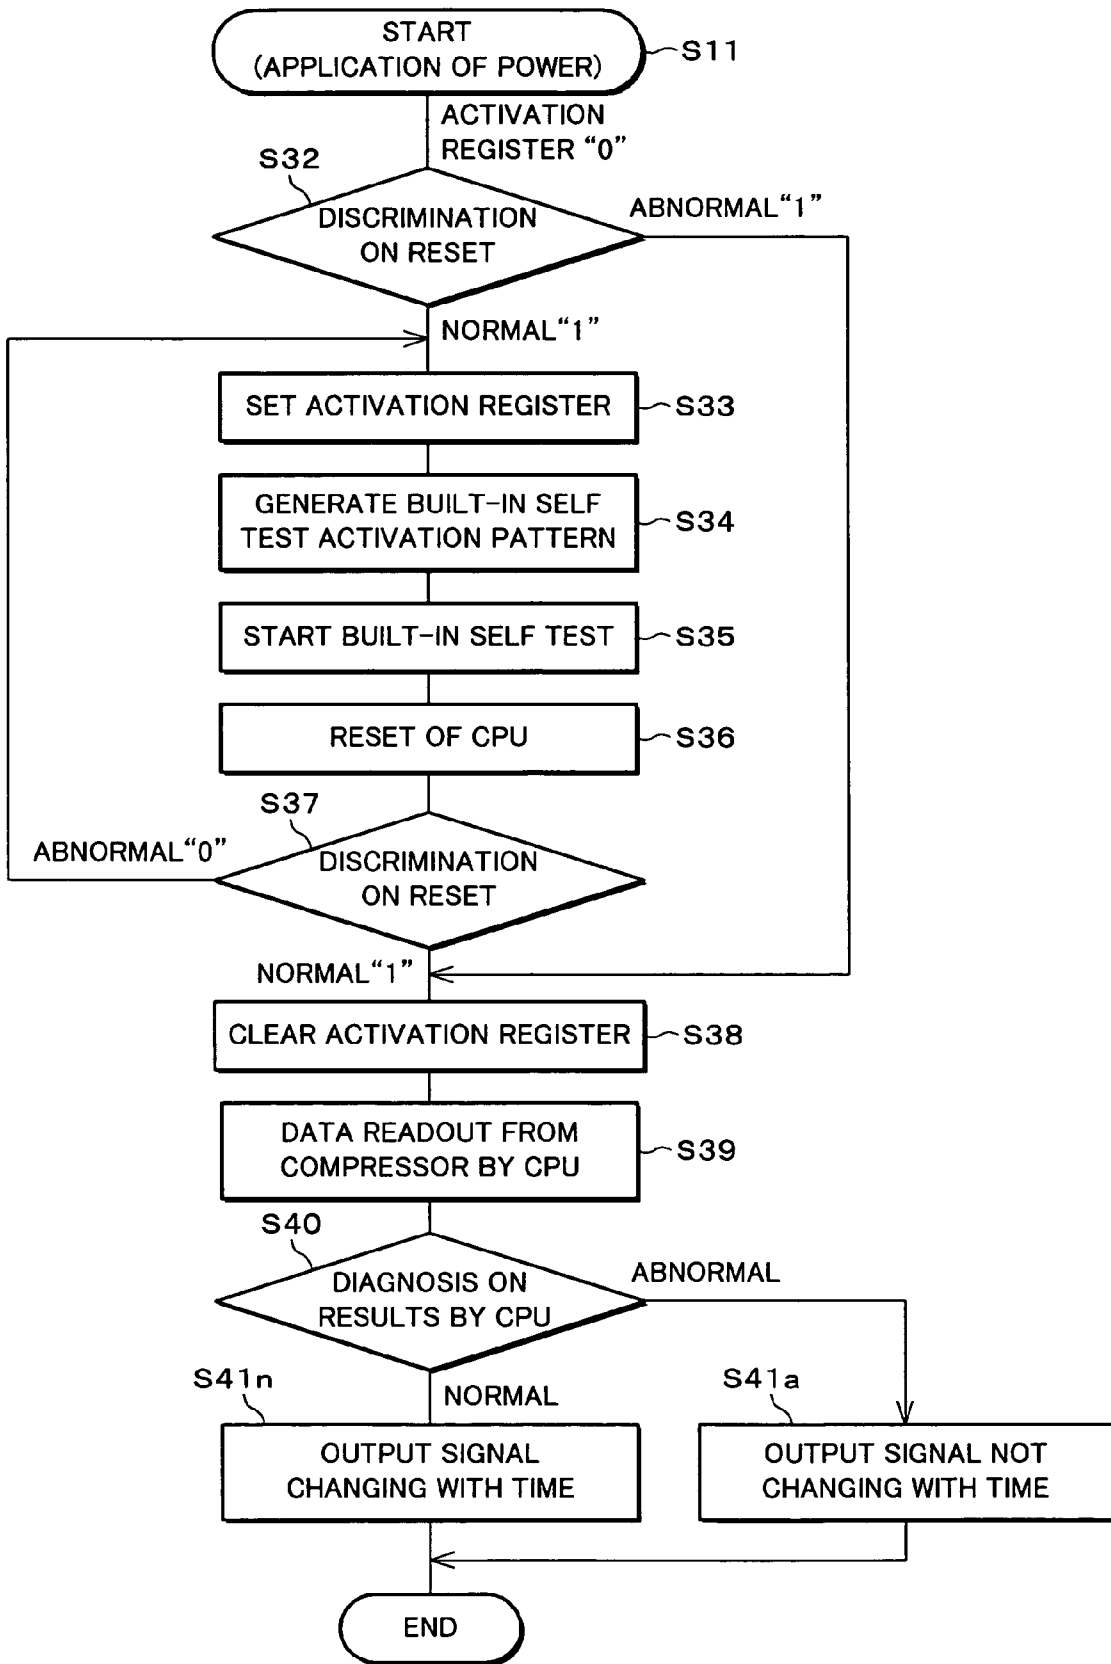 START
(APPLICATION OF POWER)
S11
ACTIVATION
REGISTER “0”
S32
DISCRIMINATION
ON RESET
ABNORMAL“1”
NORMAL“1”
SET ACTIVATION REGISTER
S33
GENERATE BUILT-IN SELF
TEST ACTIVATION PATTERN
S34
START BUILT-IN SELF TEST
S35
RESET OF CPU
S36
S37
ABNORMAL“0”
DISCRIMINATION
ON RESET
NORMAL“1”
CLEAR ACTIVATION REGISTER
S38
DATA READOUT FROM
COMPRESSOR BY CPU
S39
S40
DIAGNOSIS ON
RESULTS BY CPU
ABNORMAL
NORMAL
S41n
OUTPUT SIGNAL
CHANGING WITH TIME
S41a
OUTPUT SIGNAL NOT
CHANGING WITH TIME
END